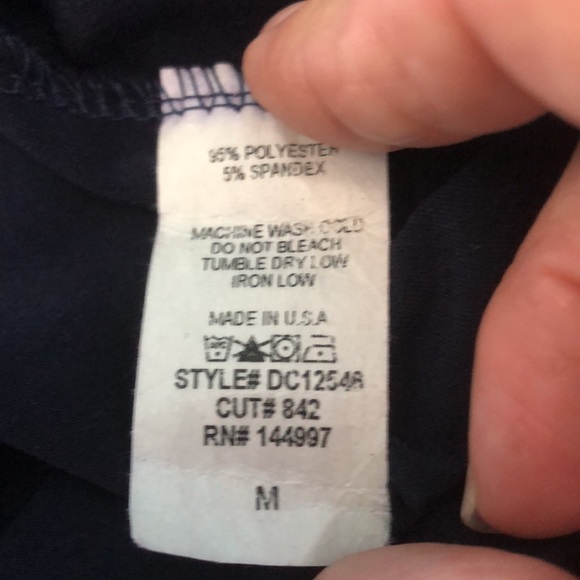 95% POLYESTER
5% SPANDEX
MACHINE WASH COLD
DO NOT BLEACH
TUMBLE DRY LOW
IRON LOW
MADE IN U.S.A
STYLE# DC12546
CUT# 842
RN# 144997
M